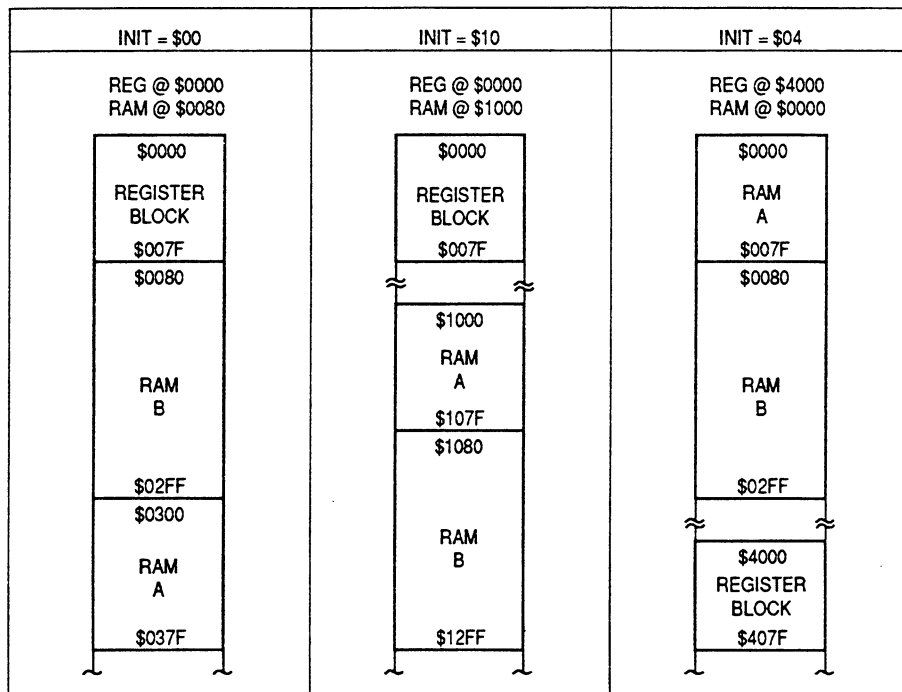 INIT = $00
REG @ $0000
RAM @ $0080
$0000
REGISTER
BLOCK
$007F
$0080
RAM
B
$02FF
$0300
RAM
A
$037F
INIT = $10
REG @ $0000
RAM @ $1000
$0000
REGISTER
BLOCK
$007F
$1000
RAM
A
$107F
$1080
RAM
B
$12FF
INIT = $04
REG @ $4000
RAM @ $0000
$0000
RAM
A
$007F
$0080
RAM
B
$02FF
$4000
REGISTER
BLOCK
$407F